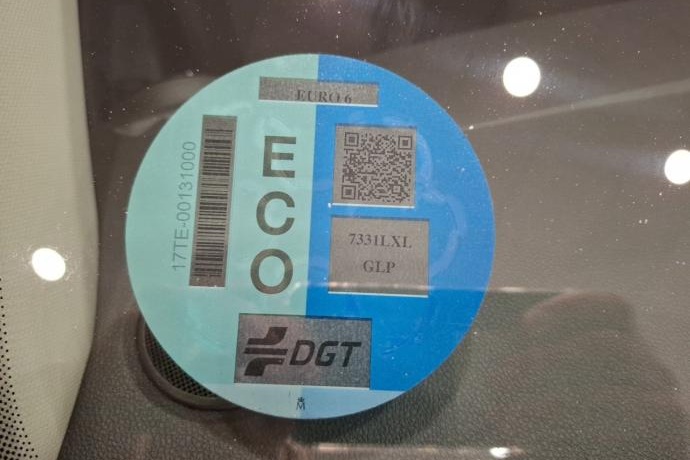 EURO 6
17TE-00131000
ECO
7331LXL
GLP
DGT
M